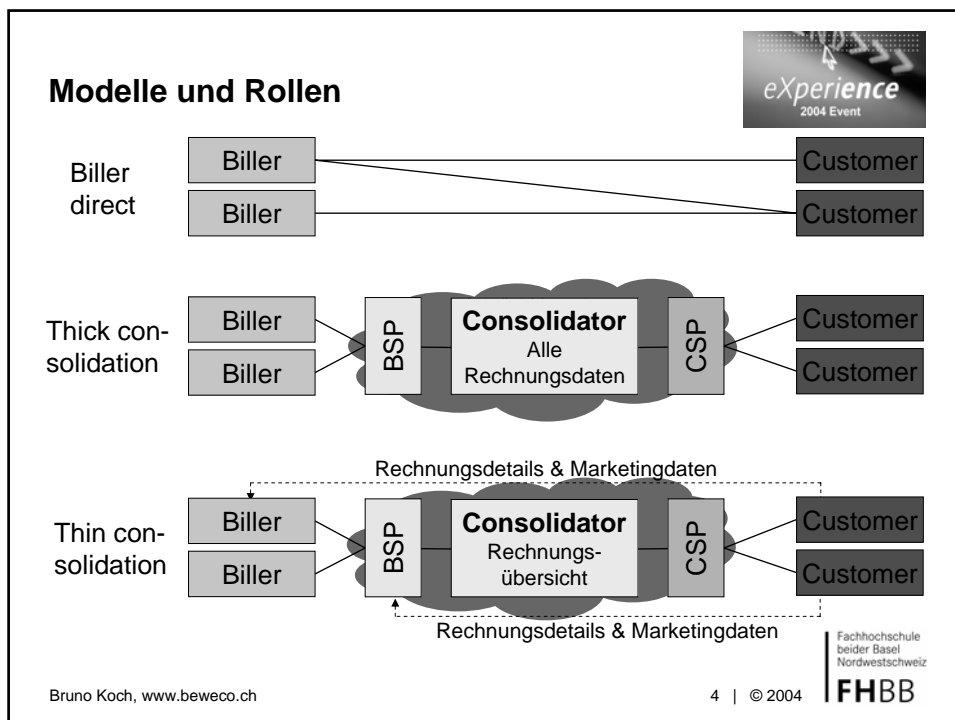 Modelle und Rollen
eXperience
2004 Event
Biller
direct
Biller
Customer
Biller
Customer
Thick con-
solidation
Biller
Biller
BSP
Consolidator
Alle
Rechnungsdaten
CSP
Customer
Customer
Rechnungsdetails & Marketingdaten
Thin con-
solidation
Biller
Biller
BSP
Consolidator
Rechnungs-
übersicht
CSP
Customer
Customer
Rechnungsdetails & Marketingdaten
Bruno Koch, www.beweco.ch
4 | © 2004
Fachhochschule
beider Basel
Nordwestschweiz
FHBB